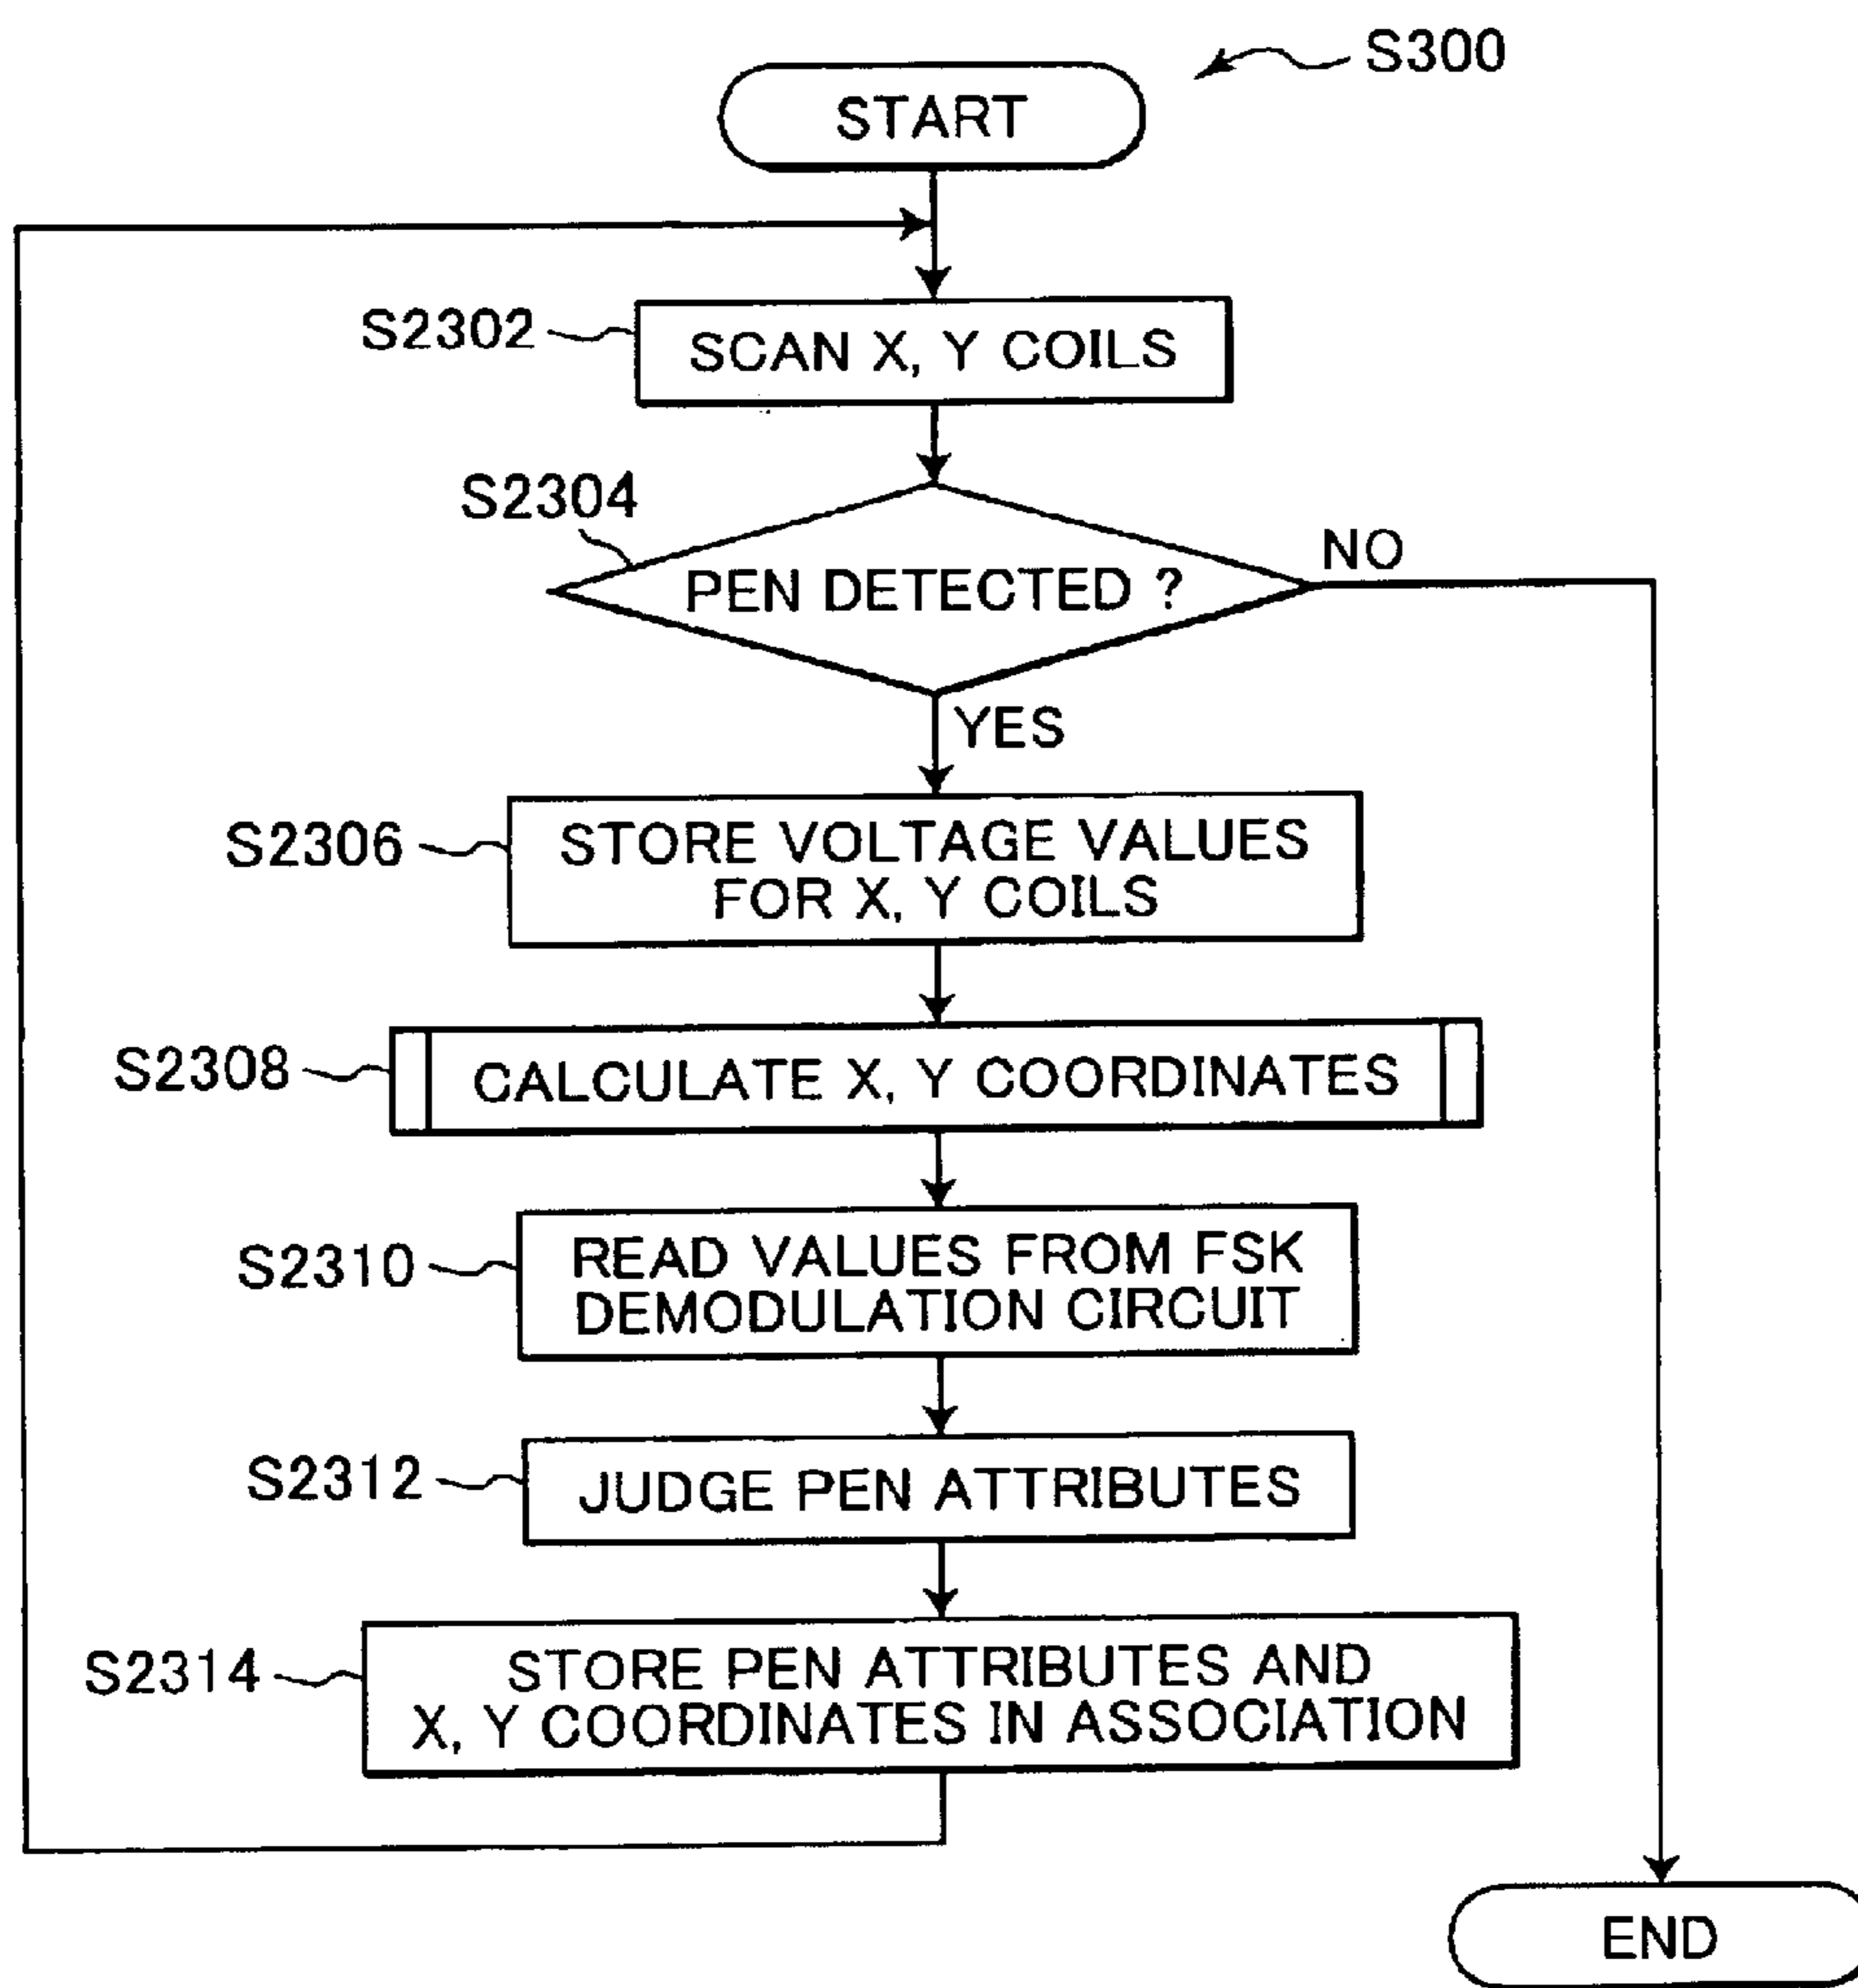 S300
START
S2302
SCAN X, Y COILS
S2304
PEN DETECTED ?
NO
YES
S2306
STORE VOLTAGE VALUES
FOR X, Y COILS
S2308
CALCULATE X, Y COORDINATES
S2310
READ VALUES FROM FSK
DEMODULATION CIRCUIT
S2312
JUDGE PEN ATTRIBUTES
S2314
STORE PEN ATTRIBUTES AND
X, Y COORDINATES IN ASSOCIATION
END